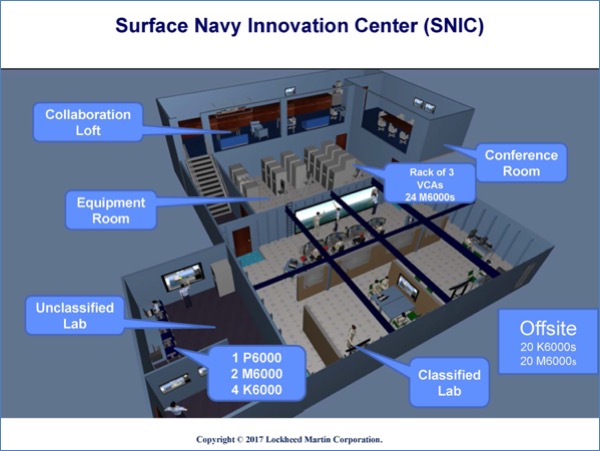 Surface Navy Innovation Center (SNIC)
Collaboration
Loft
Conference
Room
Rack of 3
VCAs
24 M6000s
Equipment
Room
Unclassified
Lab
1 P6000
2 M6000
4 K6000
Classified
Lab
Offsite
20 K6000s
20 M6000s
Copyright © 2017 Lockheed Martin Corporation.